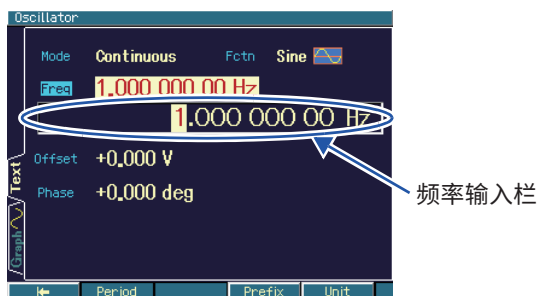 Oscillator
Mode Continuous Fctn Sine
Freq 1.000 000 00 Hz
1.000 000 00 Hz
Offset +0.000 V
Phase +0.000 deg
Text
Graph
频率输入栏
Period Prefix Unit